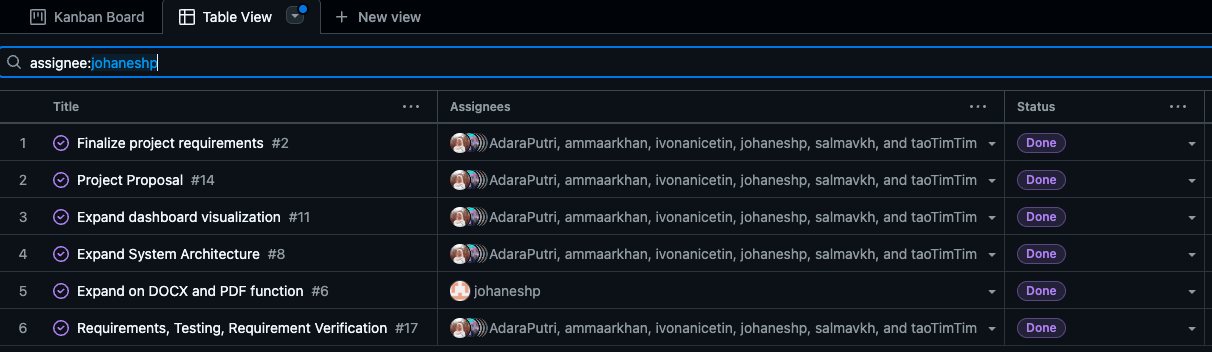 Kanban Board Table View New view
assignee:johaneshp
Title Assignees Status
1 Finalize project requirements #2 AdaraPutri, ammaarkhan, ivonanicetin, johaneshp, salmavkh, and taoTimTim Done
2 Project Proposal #14 AdaraPutri, ammaarkhan, ivonanicetin, johaneshp, salmavkh, and taoTimTim Done
3 Expand dashboard visualization #11 AdaraPutri, ammaarkhan, ivonanicetin, johaneshp, salmavkh, and taoTimTim Done
4 Expand System Architecture #8 AdaraPutri, ammaarkhan, ivonanicetin, johaneshp, salmavkh, and taoTimTim Done
5 Expand on DOCX and PDF function #6 johaneshp Done
6 Requirements, Testing, Requirement Verification #17 AdaraPutri, ammaarkhan, ivonanicetin, johaneshp, salmavkh, and taoTimTim Done